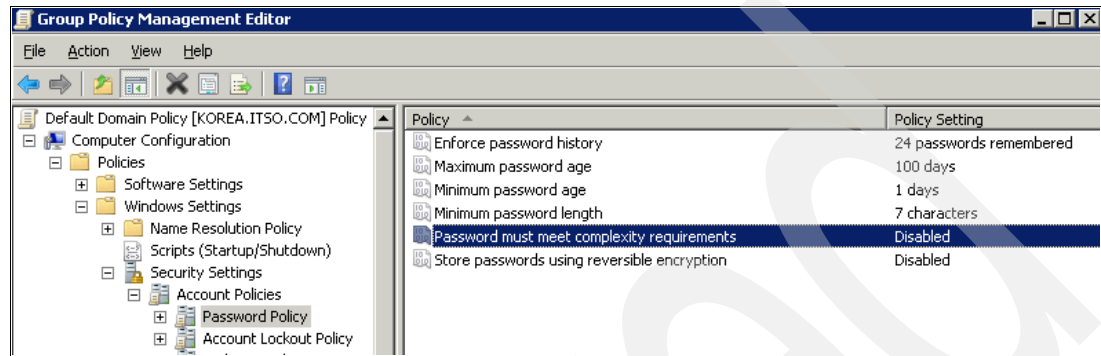 Group Policy Management Editor
File Action View Help
Default Domain Policy [KOREA.ITSO.COM] Policy
Computer Configuration
Policies
Software Settings
Windows Settings
Name Resolution Policy
Scripts (Startup/Shutdown)
Security Settings
Account Policies
Password Policy
Account Lockout Policy
Policy Policy Setting
Enforce password history 24 passwords remembered
Maximum password age 100 days
Minimum password age 1 days
Minimum password length 7 characters
Password must meet complexity requirements Disabled
Store passwords using reversible encryption Disabled